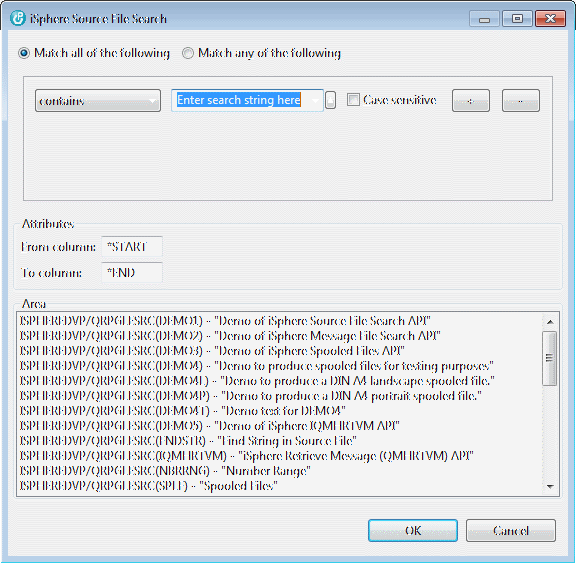 iSphere Source File Search
Match all of the following Match any of the following
contains Enter search string here Case sensitive
Attributes
From column: *START
To column: *END
Area
ISPHEREDVP/QRPGLESRC(DEMO1) - "Demo of iSphere Source File Search API"
ISPHEREDVP/QRPGLESRC(DEMO2) - "Demo of iSphere Message File Search API"
ISPHEREDVP/QRPGLESRC(DEMO3) - "Demo of iSphere Spooled Files API"
ISPHEREDVP/QRPGLESRC(DEMO4) - "Demo to produce spooled files for testing purposes"
ISPHEREDVP/QRPGLESRC(DEMO4L) - "Demo to produce a DIN A4 landscape spooled file."
ISPHEREDVP/QRPGLESRC(DEMO4P) - "Demo to produce a DIN A4 portrait spooled file."
ISPHEREDVP/QRPGLESRC(DEMO4T) - "Demo text for DEMO4"
ISPHEREDVP/QRPGLESRC(DEMO5) - "Demo of iSphere IQMHRTVM API"
ISPHEREDVP/QRPGLESRC(FNDSTR) - "Find String in Source File"
ISPHEREDVP/QRPGLESRC(IQMHRTVM) - "iSphere Retrieve Message (QMHRTVM) API"
ISPHEREDVP/QRPGLESRC(NBRRNG) - "Number Range"
ISPHEREDVP/QRPGLESRC(SPLF) - "Spooled Files"
OK Cancel